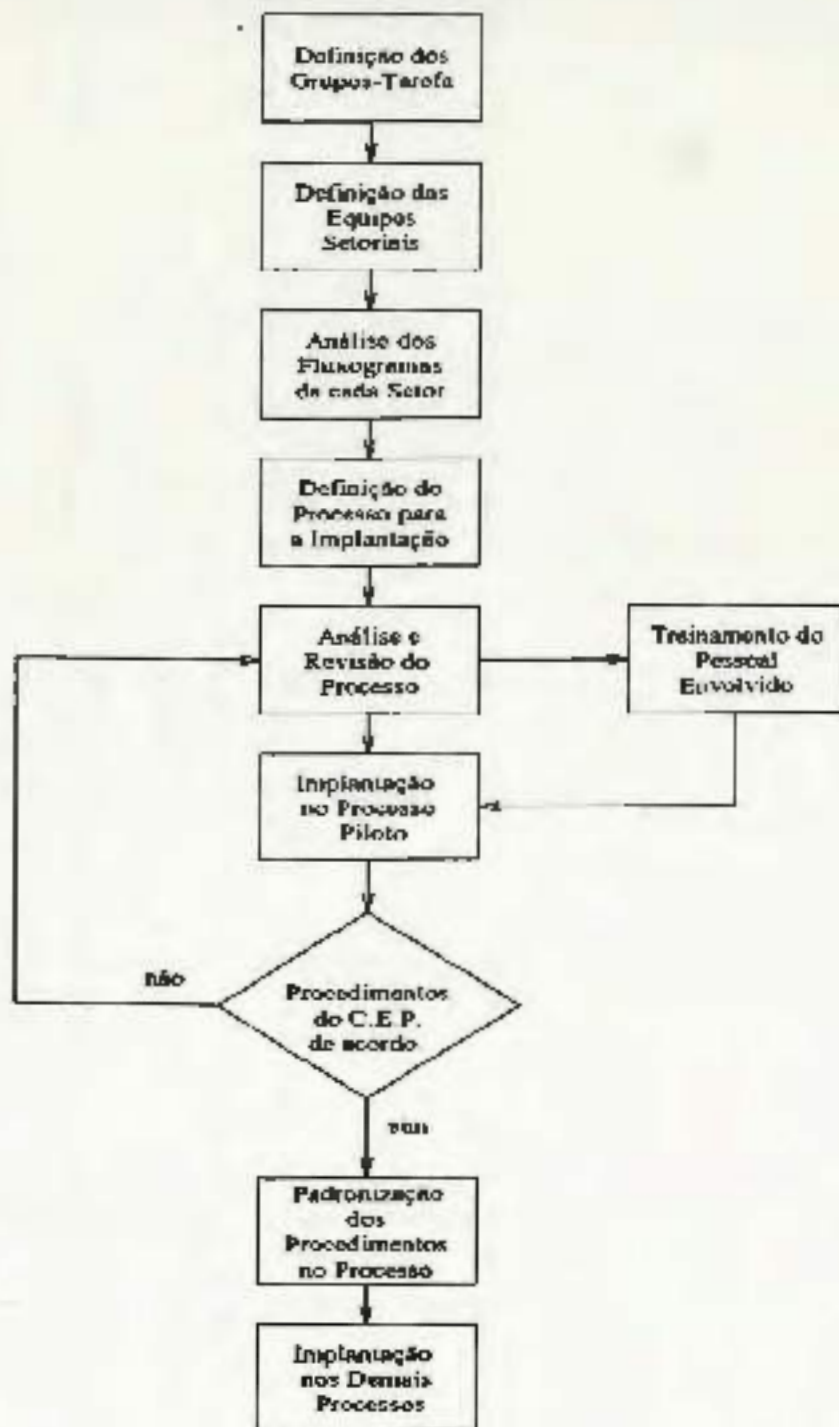 Definição dos
Grupos-Tarefa
Definição das
Equipes
Setoriais
Análise dos
Fluxogramas
de cada Setor
Definição do
Processo para
a Implantação
Análise e
Revisão do
Processo
Treinamento do
Pessoal
Envolvido
Implantação
no Processo
Piloto
não
Procedimentos
do C.E.P.
de acordo
sim
Padronização
dos
Procedimentos
no Processo
Implantação
nos Demais
Processos